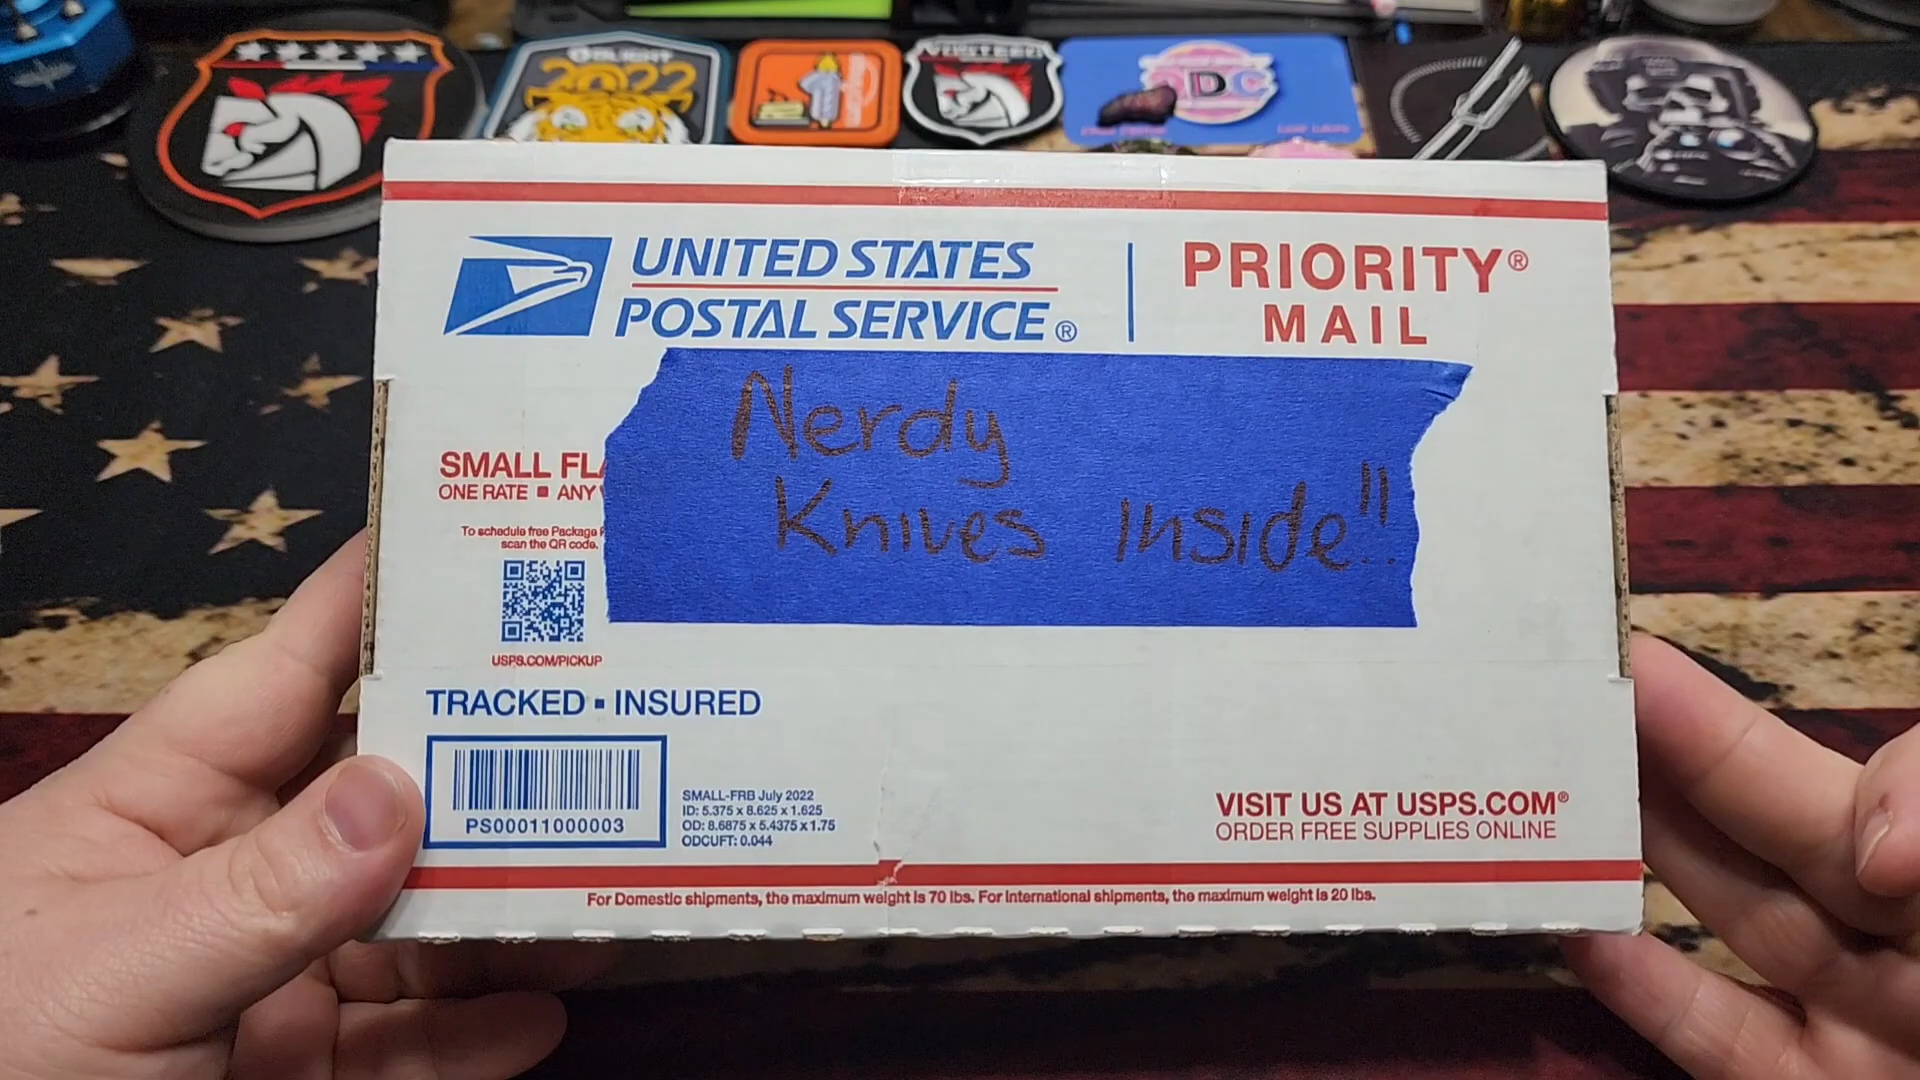 OLIGHT
2022
DC
UNITED STATES
POSTAL SERVICE®
PRIORITY®
MAIL
Nerdy
Knives Inside!!
SMALL FLA
ONE RATE ▪ ANY
To schedule free Package
scan the QR code.
USPS.COM/PICKUP
TRACKED ▪ INSURED
PS00011000003
SMALL-FRB July 2022
ID: 5.375 x 8.625 x 1.625
OD: 8.6875 x 5.4375 x 1.75
ODCUFT: 0.044
VISIT US AT USPS.COM®
ORDER FREE SUPPLIES ONLINE
For Domestic shipments, the maximum weight is 70 lbs. For International shipments, the maximum weight is 20 lbs.